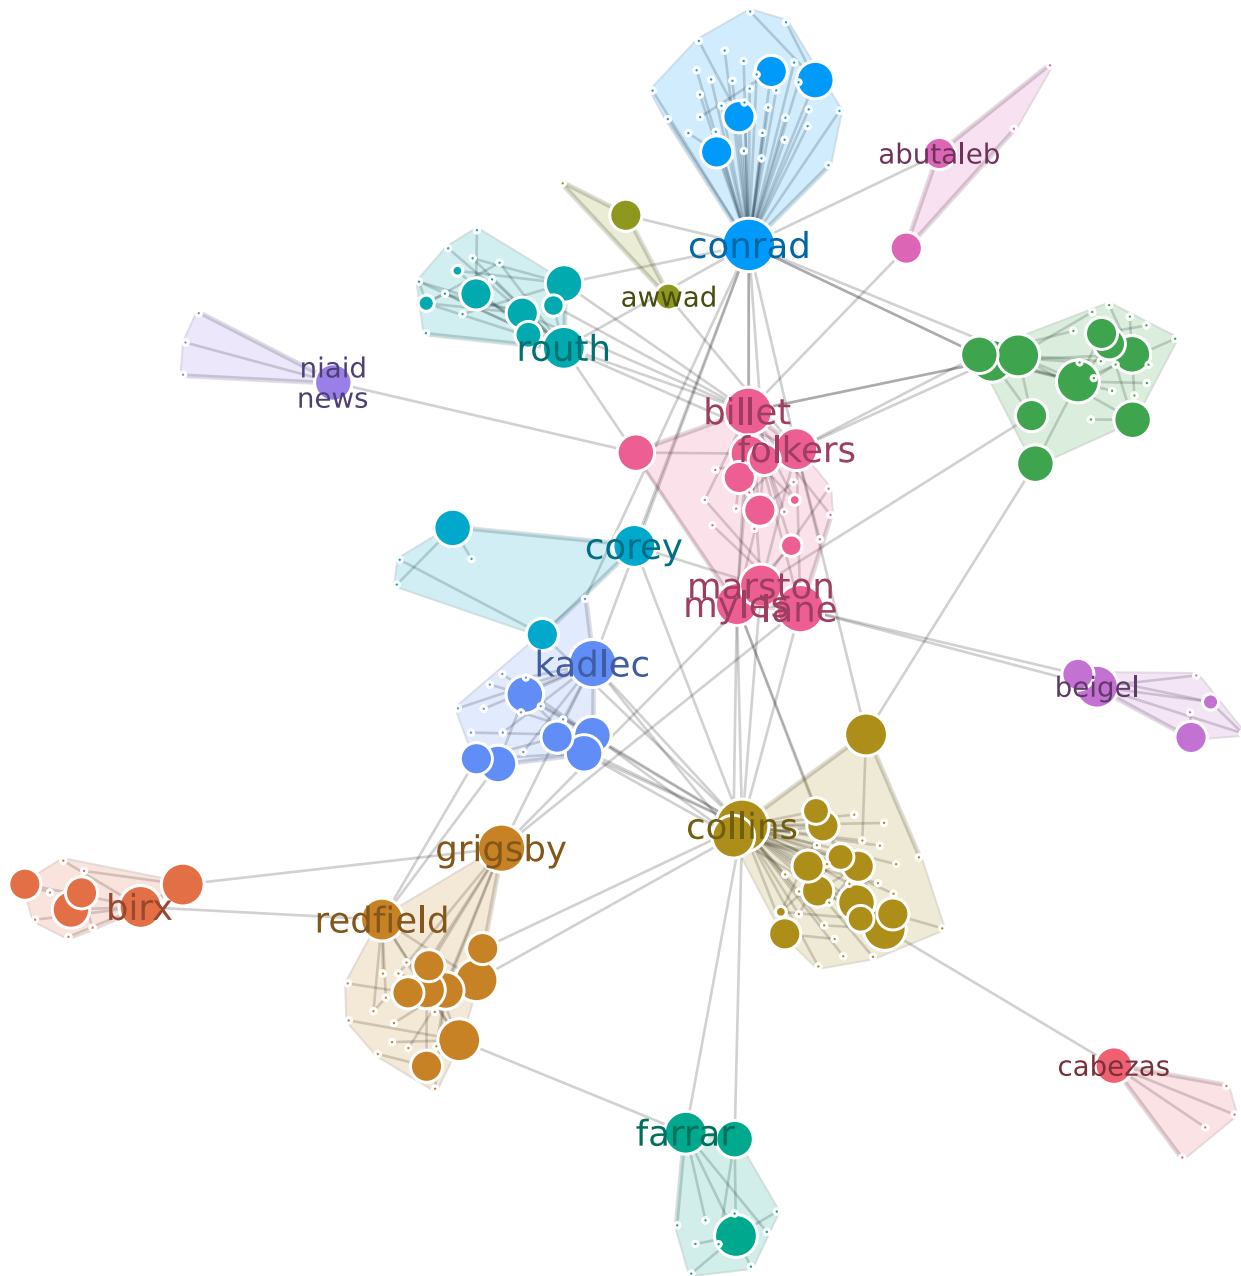 abutaleb
conrad
awwad
routh
niaid
news
billet
folkers
corey
marston
myles
lane
kadlec
beigel
collins
grigsby
birx
redfield
cabezas
farrar